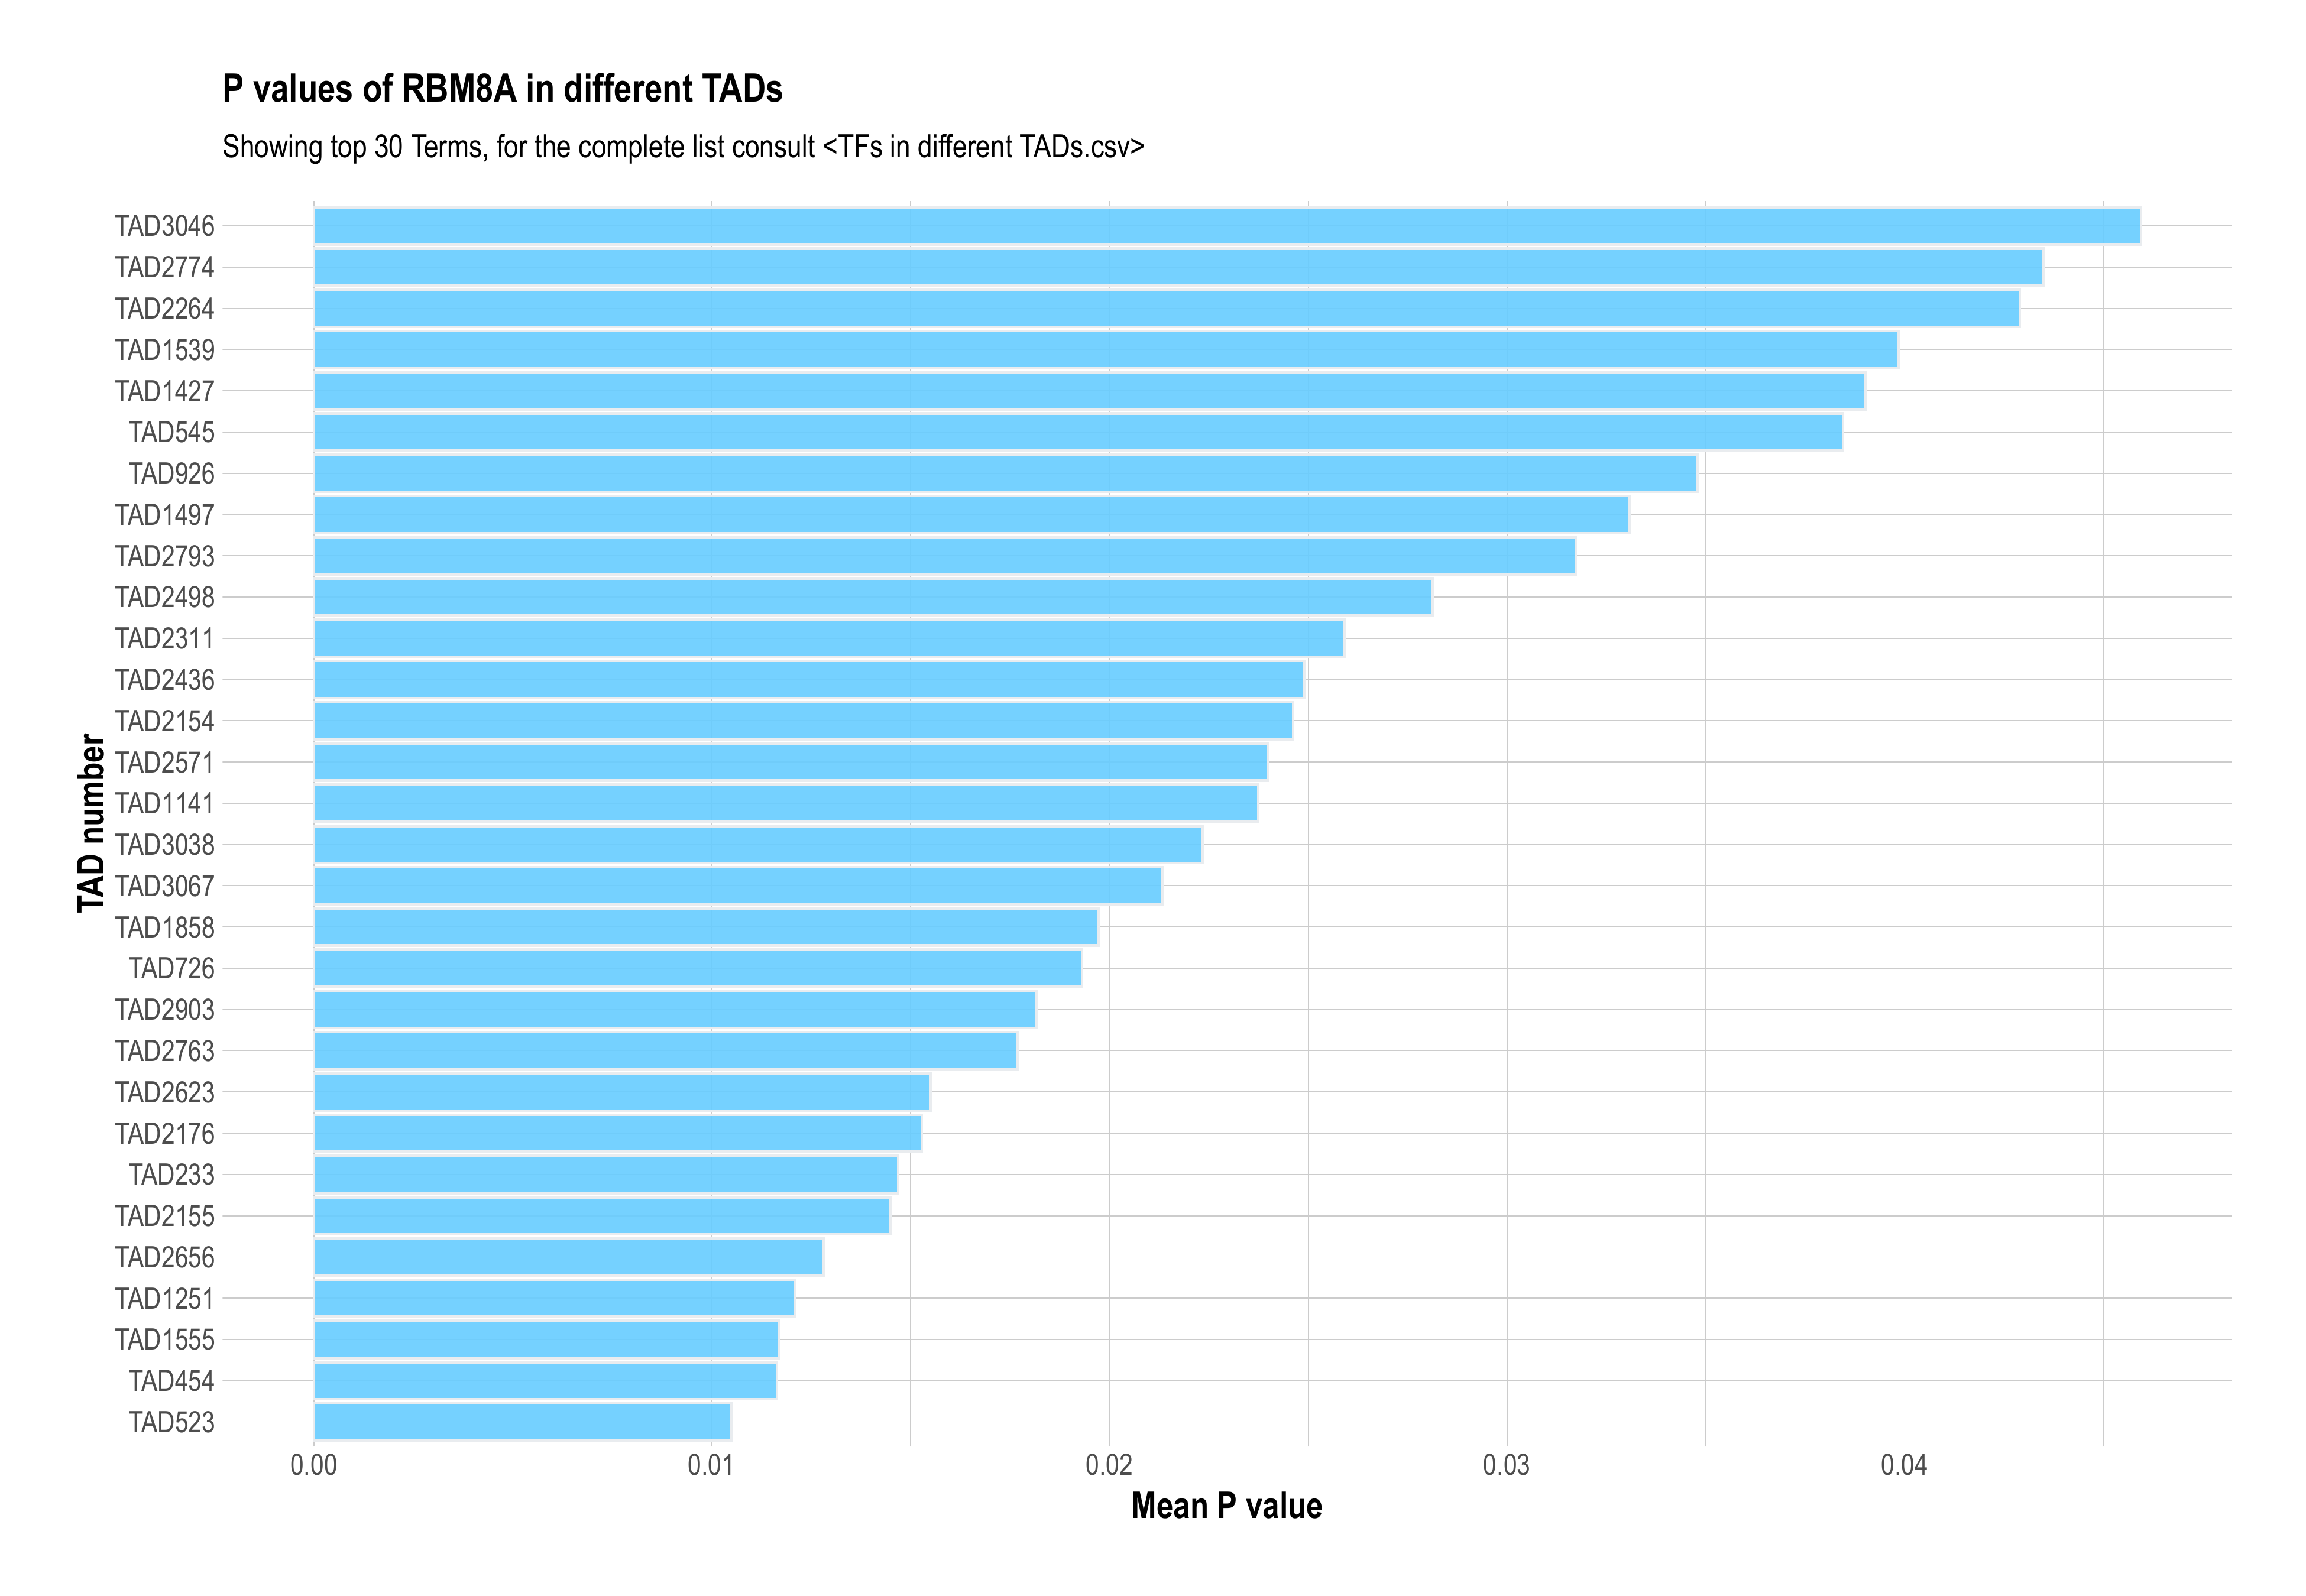 P values of RBM8A in different TADs
Showing top 30 Terms, for the complete list consult <TFs in different TADs.csv>
TAD number
TAD3046
TAD2774
TAD2264
TAD1539
TAD1427
TAD545
TAD926
TAD1497
TAD2793
TAD2498
TAD2311
TAD2436
TAD2154
TAD2571
TAD1141
TAD3038
TAD3067
TAD1858
TAD726
TAD2903
TAD2763
TAD2623
TAD2176
TAD233
TAD2155
TAD2656
TAD1251
TAD1555
TAD454
TAD523
0.00 0.01 0.02 0.03 0.04
Mean P value